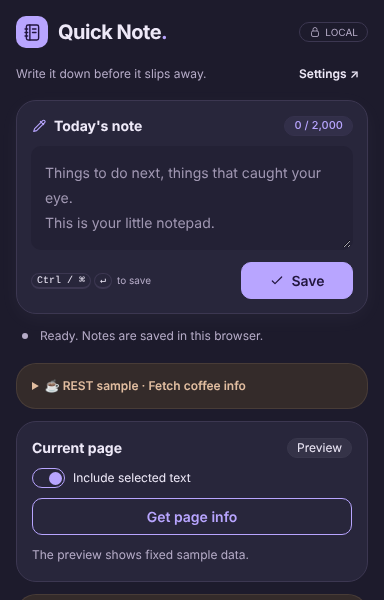 Quick Note.
LOCAL
Write it down before it slips away.
Settings ↗
Today's note
0 / 2,000
Things to do next, things that caught your
eye.
This is your little notepad.
Ctrl / ⌘ ↵ to save
Save
Ready. Notes are saved in this browser.
▶ ☕ REST sample · Fetch coffee info
Current page
Preview
Include selected text
Get page info
The preview shows fixed sample data.